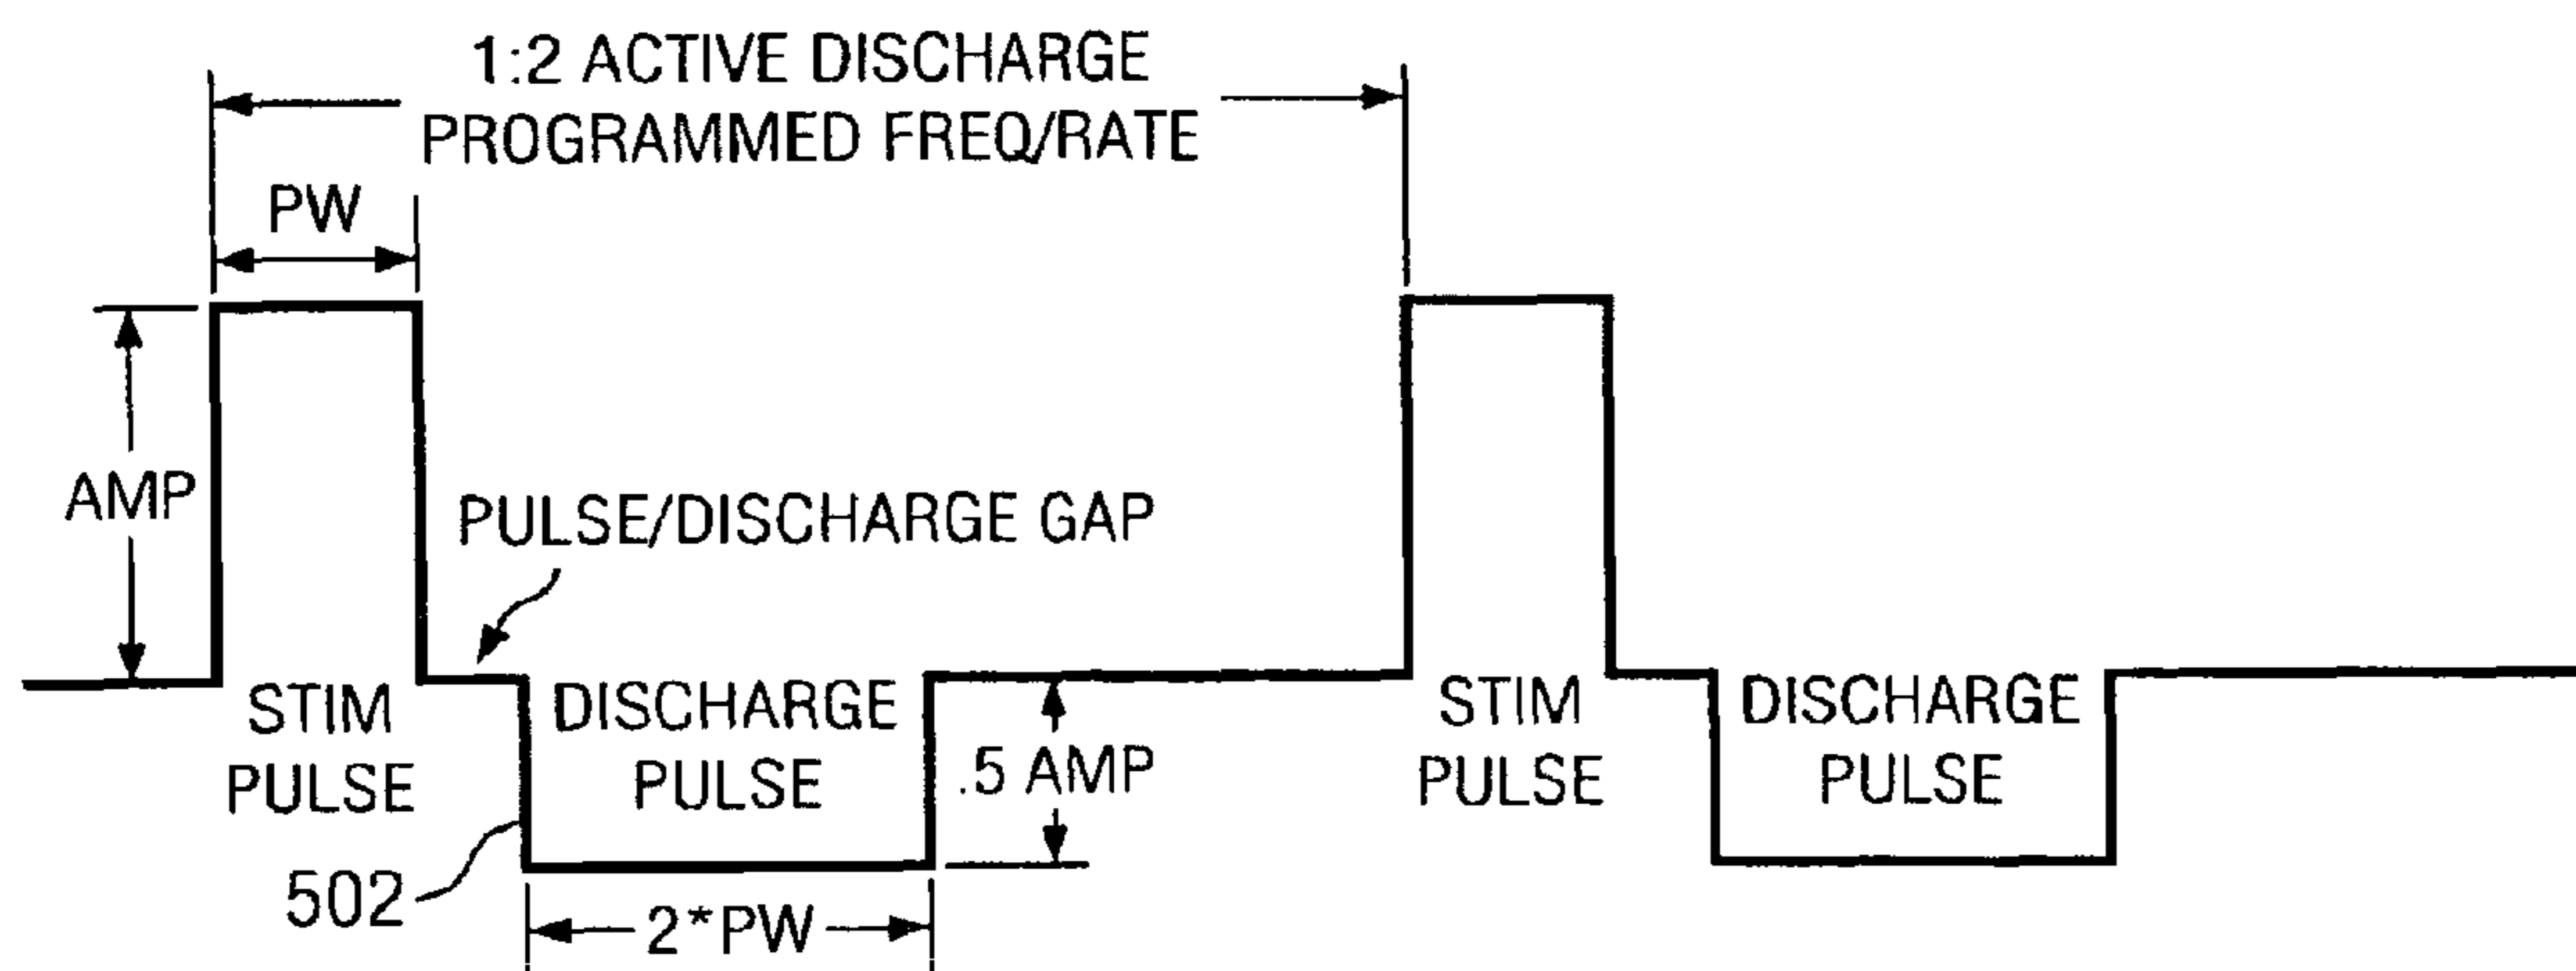 1:2 ACTIVE DISCHARGE
PROGRAMMED FREQ/RATE
PW
AMP
PULSE/DISCHARGE GAP
STIM
PULSE
DISCHARGE
PULSE
.5 AMP
STIM
PULSE
DISCHARGE
PULSE
502
2*PW